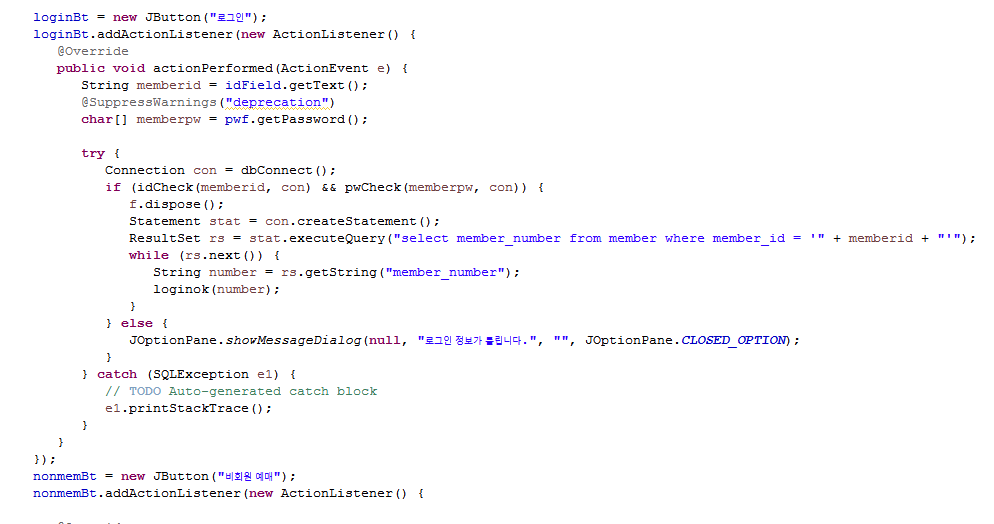 loginBt = new JButton("로그인");
loginBt.addActionListener(new ActionListener() {
@Override
public void actionPerformed(ActionEvent e) {
String memberid = idField.getText();
@SuppressWarnings("deprecation")
char[] memberpw = pwf.getPassword();
try {
Connection con = dbConnect();
if (idCheck(memberid, con) && pwCheck(memberpw, con)) {
f.dispose();
Statement stat = con.createStatement();
ResultSet rs = stat.executeQuery("select member_number from member where member_id = '" + memberid + "'");
while (rs.next()) {
String number = rs.getString("member_number");
loginok(number);
}
} else {
JOptionPane.showMessageDialog(null, "로그인 정보가 틀립니다.", "", JOptionPane.CLOSED_OPTION);
}
} catch (SQLException e1) {
// TODO Auto-generated catch block
e1.printStackTrace();
}
}
});
nonmemBt = new JButton("비회원 예매");
nonmemBt.addActionListener(new ActionListener() {